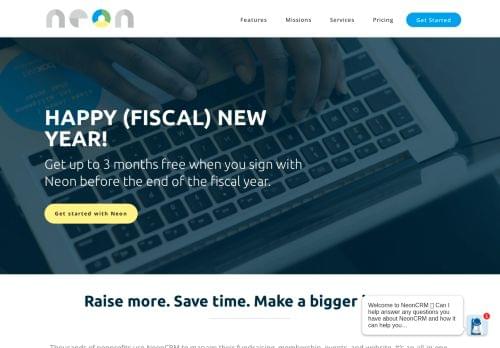 neon
Features Missions Services Pricing Get Started
HAPPY (FISCAL) NEW
YEAR!
Get up to 3 months free when you sign with
Neon before the end of the fiscal year.
Get started with Neon
Raise more. Save time. Make a bigger
Welcome to NeonCRM Can I
help answer any questions you
have about NeonCRM and how it
can help you...
1
Thousands of nonprofits use NeonCRM to manage their fundraising, membership, events, and website. It's an all-in-one